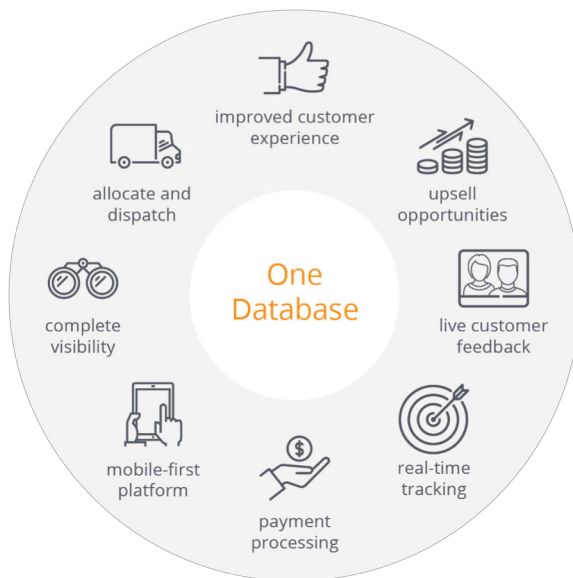 improved customer
experience
upsell
opportunities
live customer
feedback
real-time
tracking
$
payment
processing
mobile-first
platform
complete
visibility
allocate and
dispatch
One
Database